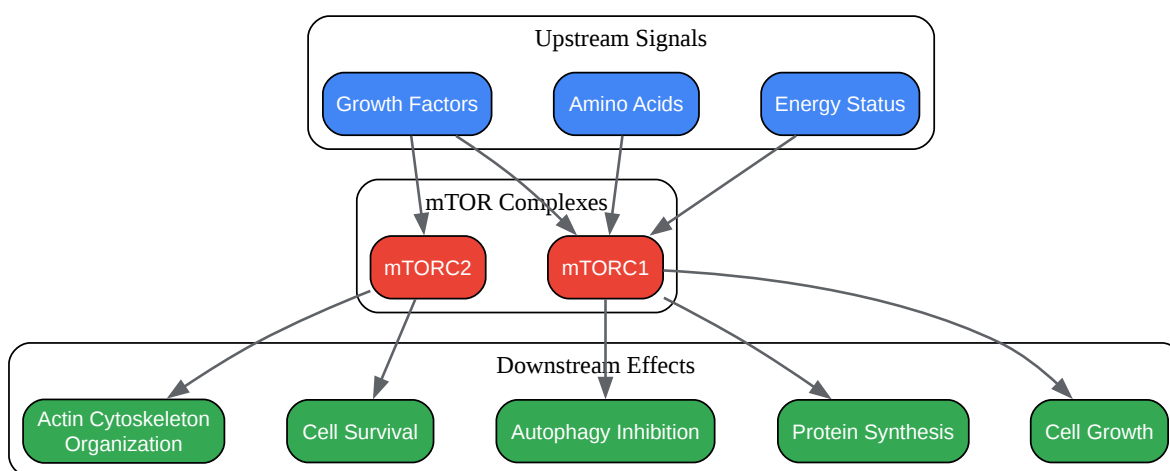 Upstream Signals
Growth Factors
Amino Acids
Energy Status
mTOR Complexes
mTORC2
mTORC1
Downstream Effects
Actin Cytoskeleton
Organization
Cell Survival
Autophagy Inhibition
Protein Synthesis
Cell Growth